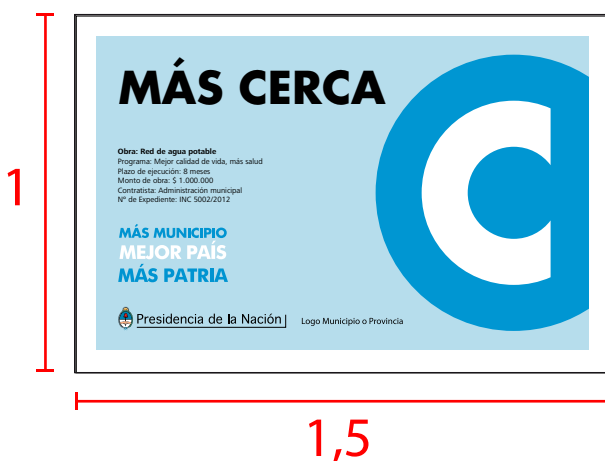 MÁS CERCA
C
Obra: Red de agua potable
Programa: Mejor calidad de vida, más salud
Plazo de ejecución: 8 meses
Monto de obra: $ 1.000.000
Contratista: Administración municipal
Nº de Expediente: INC 5002/2012
1
MÁS MUNICIPIO
MEJOR PAÍS
MÁS PATRIA
Presidencia de la Nación
Logo Municipio o Provincia
1,5